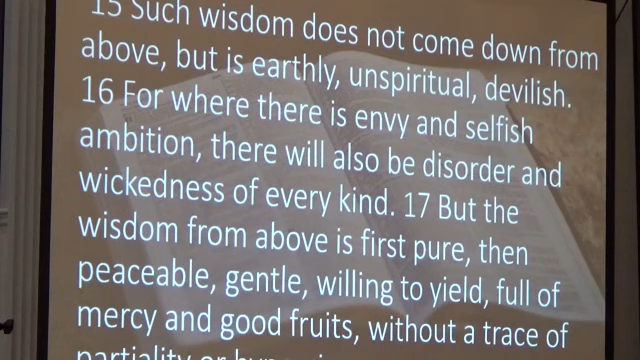 15 Such wisdom does not come down from
above, but is earthly, unspiritual, devilish.
16 For where there is envy and selfish
ambition, there will also be disorder and
wickedness of every kind. 17 But the
wisdom from above is first pure, then
peaceable, gentle, willing to yield, full of
mercy and good fruits, without a trace of
partiality or